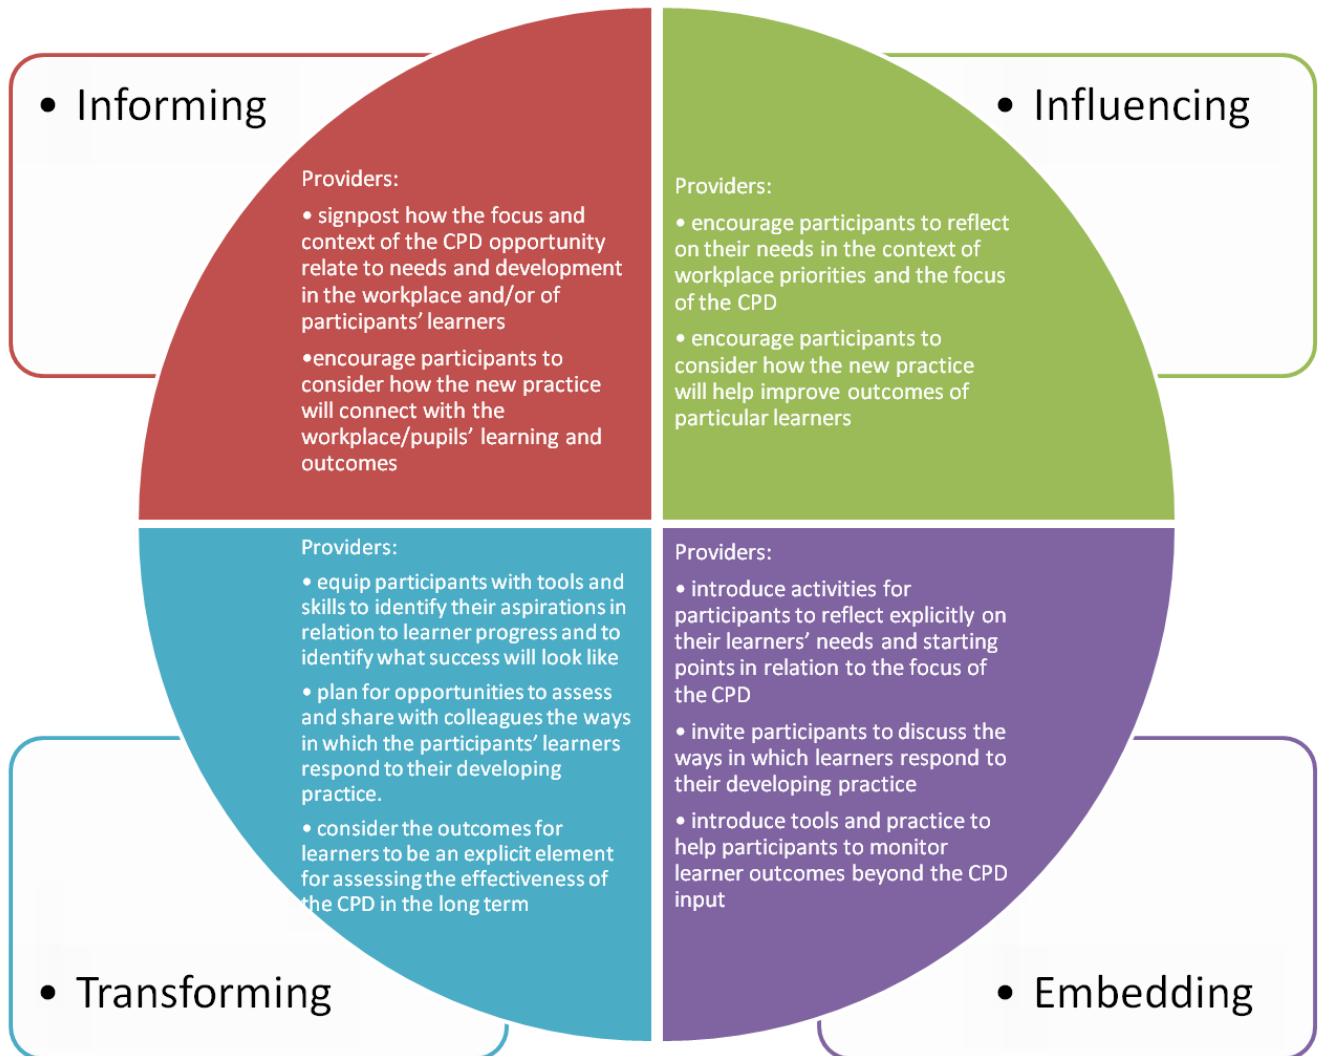 • Informing
Providers:
• signpost how the focus and
context of the CPD opportunity
relate to needs and development
in the workplace and/or of
participants’ learners
•encourage participants to
consider how the new practice
will connect with the
workplace/pupils’ learning and
outcomes
• Influencing
Providers:
• encourage participants to reflect
on their needs in the context of
workplace priorities and the focus
of the CPD
• encourage participants to
consider how the new practice
will help improve outcomes of
particular learners
Providers:
• equip participants with tools and
skills to identify their aspirations in
relation to learner progress and to
identify what success will look like
• plan for opportunities to assess
and share with colleagues the ways
in which the participants’ learners
respond to their developing
practice.
• consider the outcomes for
learners to be an explicit element
for assessing the effectiveness of
the CPD in the long term
• Transforming
Providers:
• introduce activities for
participants to reflect explicitly on
their learners’ needs and starting
points in relation to the focus of
the CPD
• invite participants to discuss the
ways in which learners respond to
their developing practice
• introduce tools and practice to
help participants to monitor
learner outcomes beyond the CPD
input
• Embedding